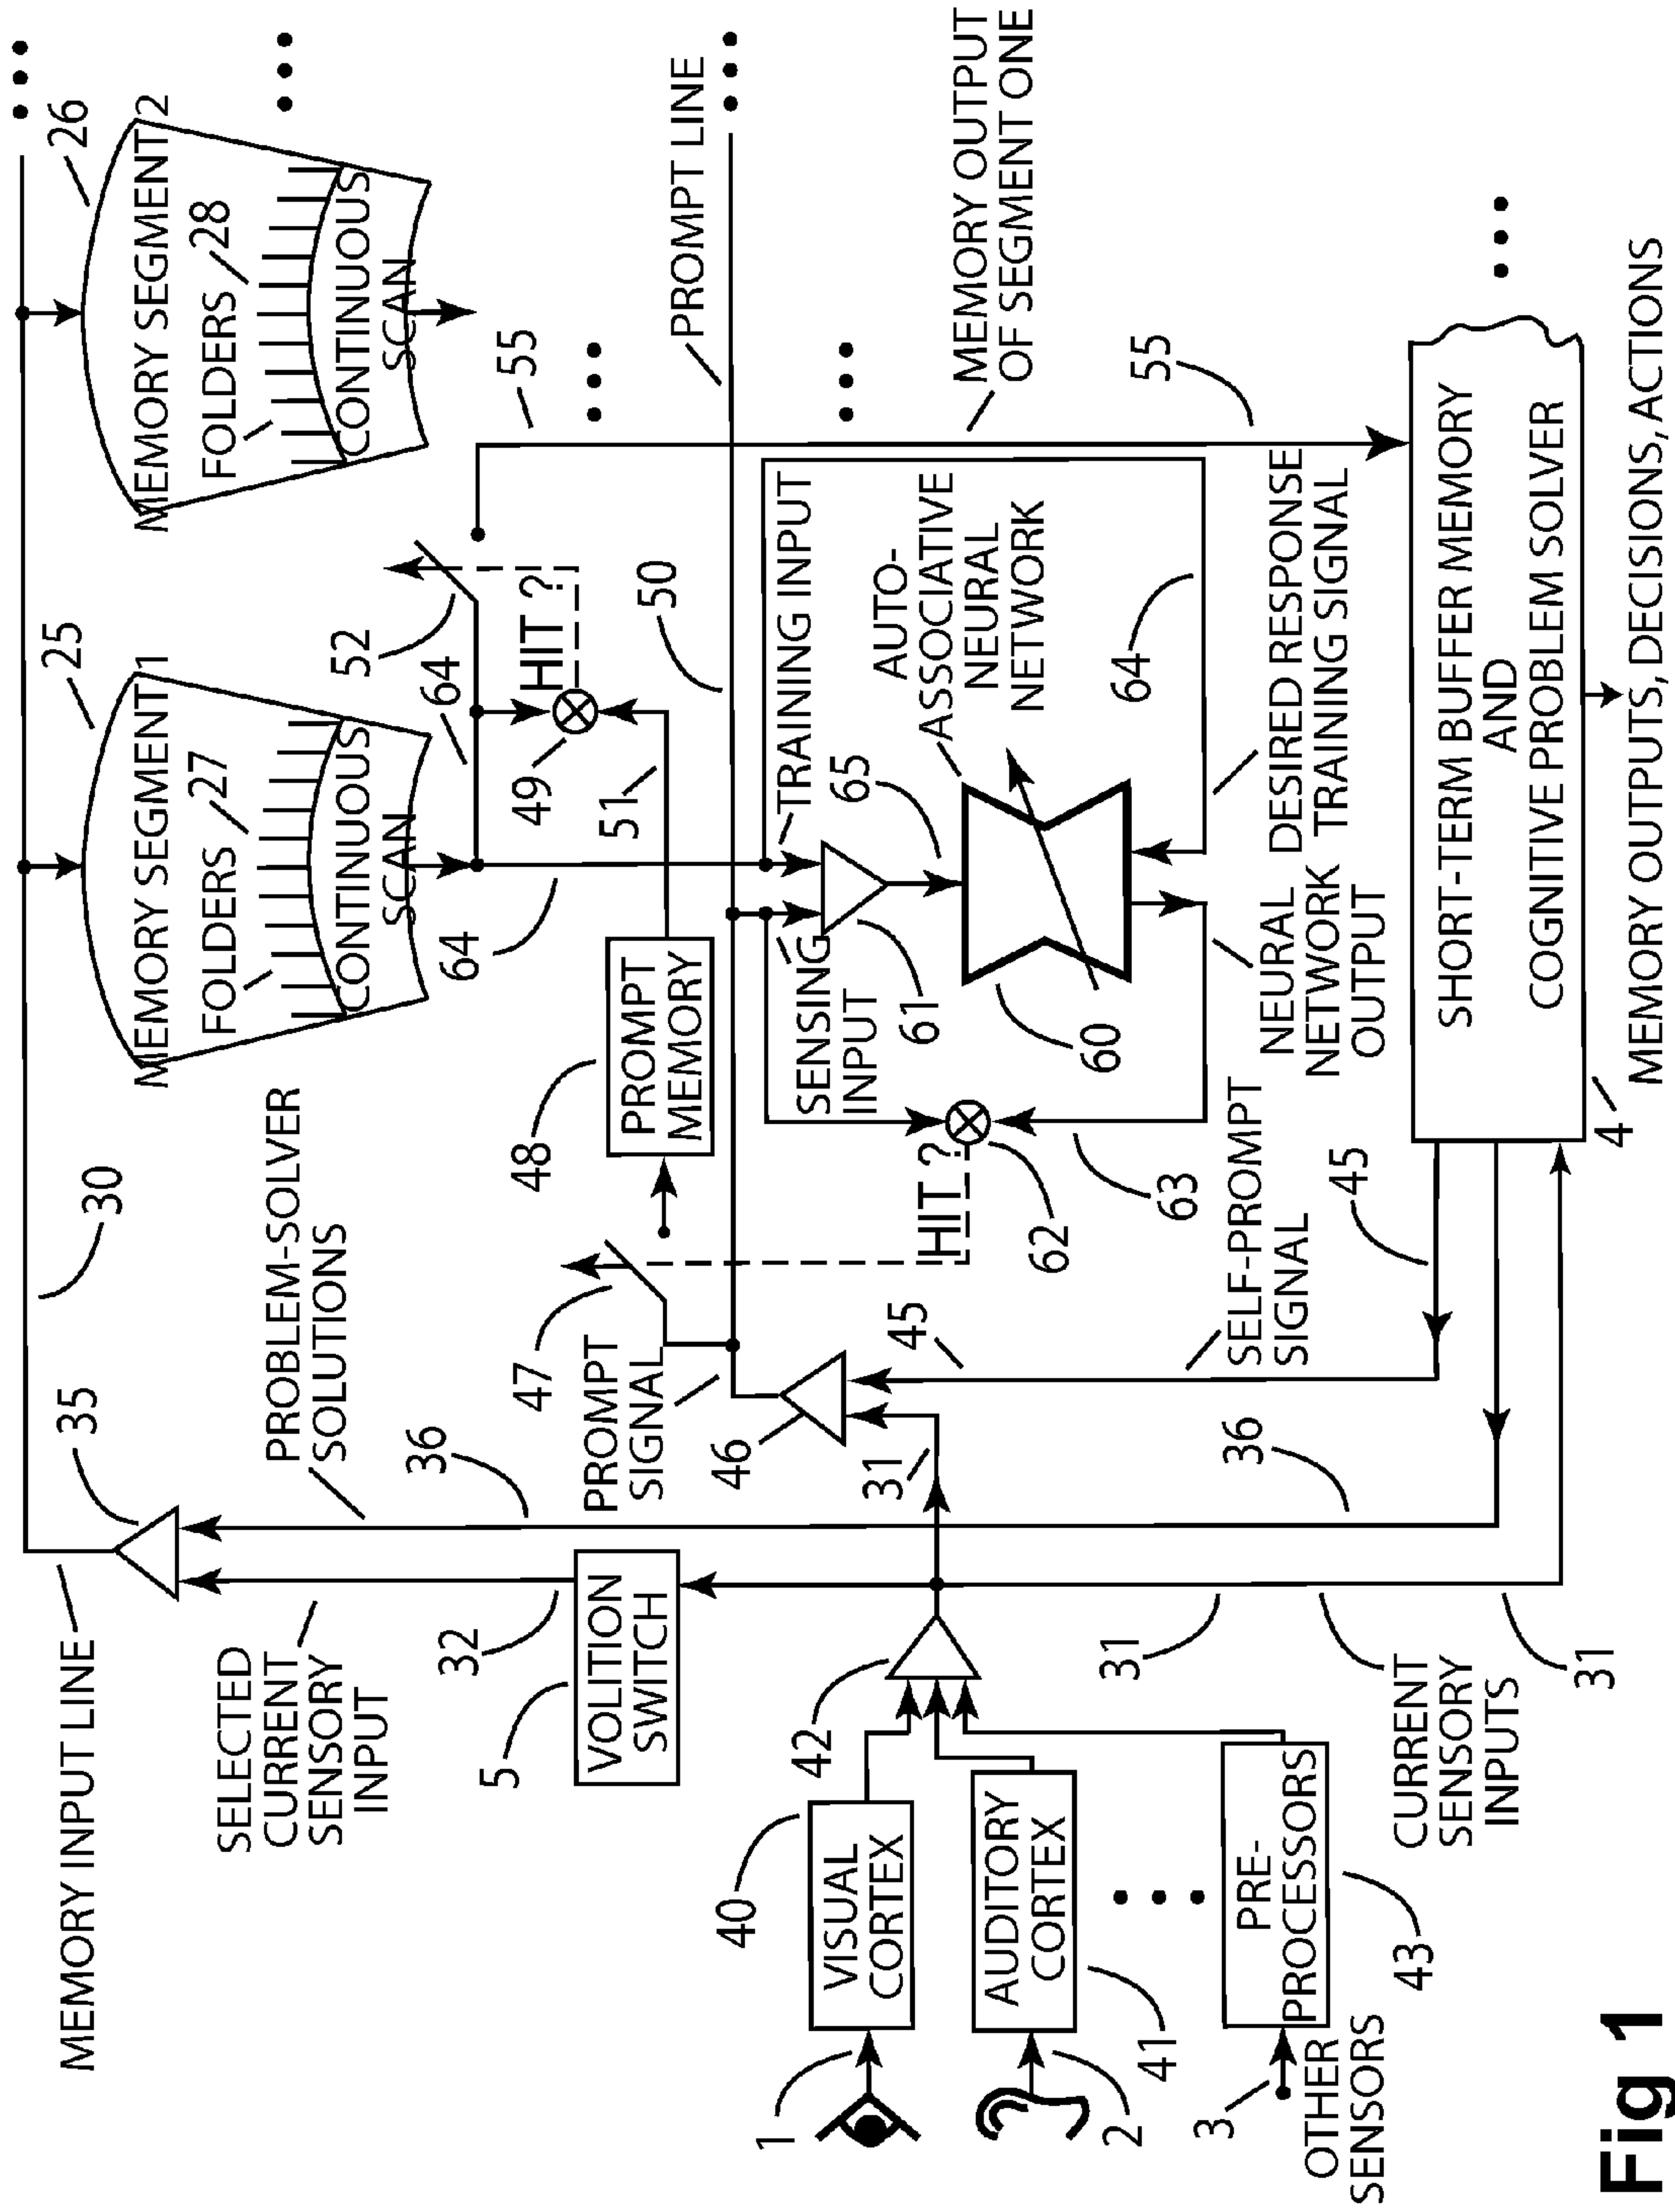 MEMORY INPUT LINE
30
35
SELECTED
CURRENT
SENSORY
INPUT
PROBLEM-SOLVER
SOLUTIONS
36
32
5
VOLITION
SWITCH
25
MEMORY SEGMENT 1
FOLDERS 27
CONTINUOUS
SCAN
26
MEMORY SEGMENT 2
FOLDERS 28
CONTINUOUS
SCAN
64
52
HIT ?
55
49
51
64
48
PROMPT
MEMORY
47
PROMPT
SIGNAL
46
50
PROMPT LINE
40
VISUAL
CORTEX
1
42
31
45
SENSING
INPUT
TRAINING INPUT
61
65
AUTO-
ASSOCIATIVE
NEURAL
NETWORK
MEMORY OUTPUT
OF SEGMENT ONE
HIT ?
62
60
63
64
55
AUDITORY
CORTEX
2
41
31
36
SELF-PROMPT
SIGNAL
45
NEURAL
NETWORK
OUTPUT
DESIRED RESPONSE
TRAINING SIGNAL
3
OTHER
SENSORS
PRE-
PROCESSORS
43
CURRENT
SENSORY
INPUTS
31
SHORT-TERM BUFFER MEMORY
AND
COGNITIVE PROBLEM SOLVER
4
MEMORY OUTPUTS, DECISIONS, ACTIONS
Fig 1